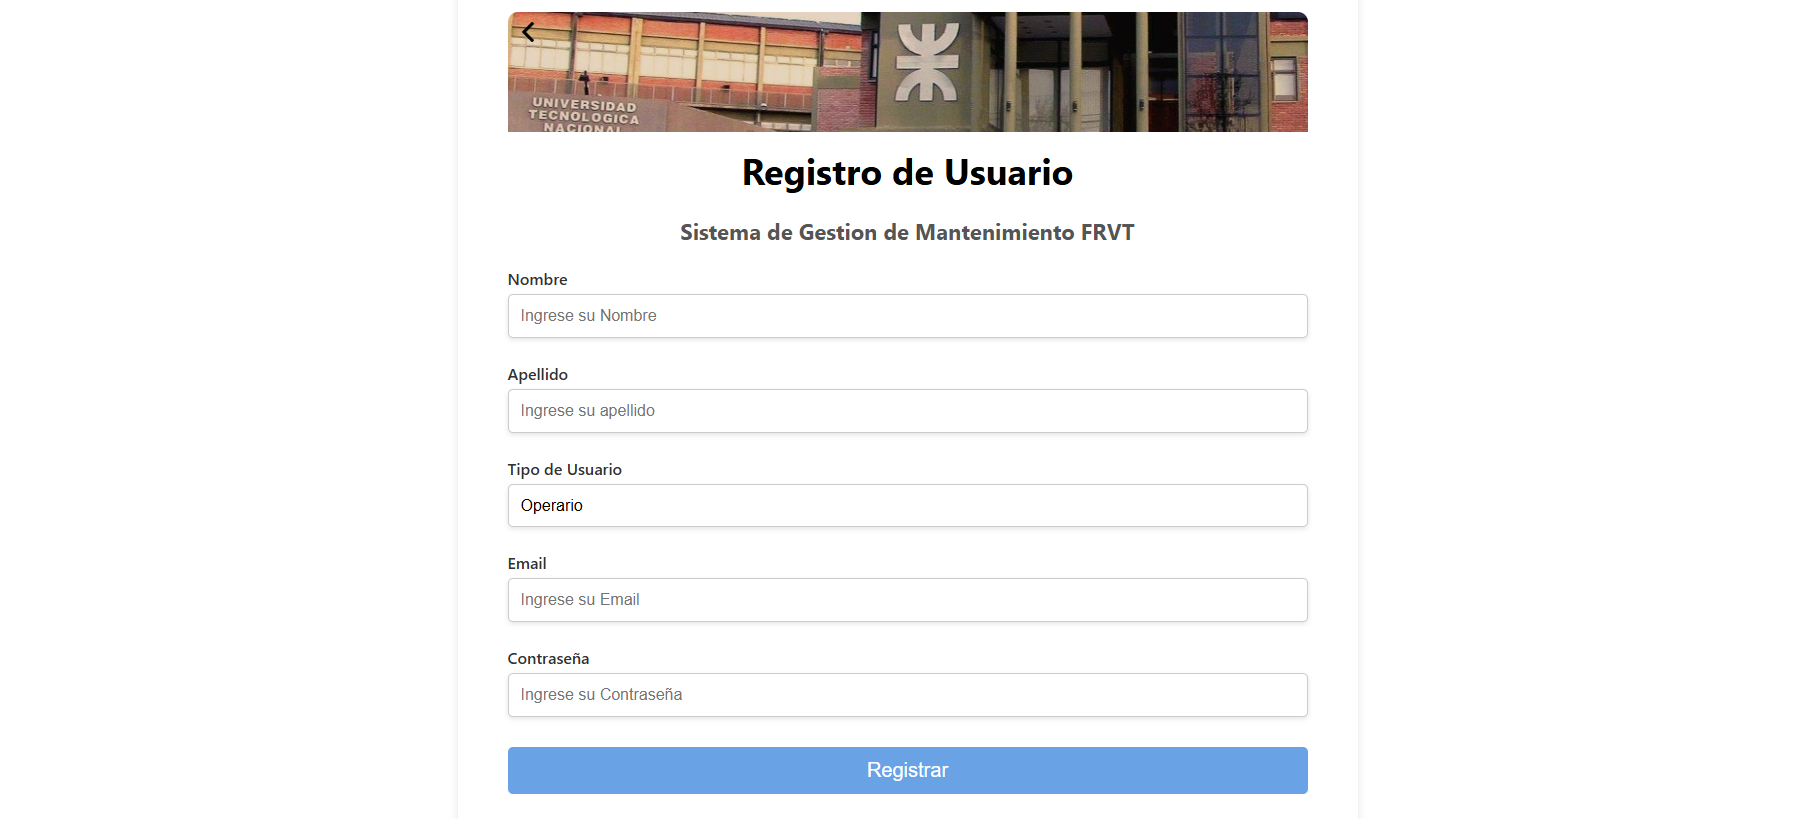 UNIVERSIDAD
TECNOLOGICA
NACIONAL
Registro de Usuario
Sistema de Gestion de Mantenimiento FRVT
Nombre
Ingrese su Nombre
Apellido
Ingrese su apellido
Tipo de Usuario
Operario
Email
Ingrese su Email
Contraseña
Ingrese su Contraseña
Registrar